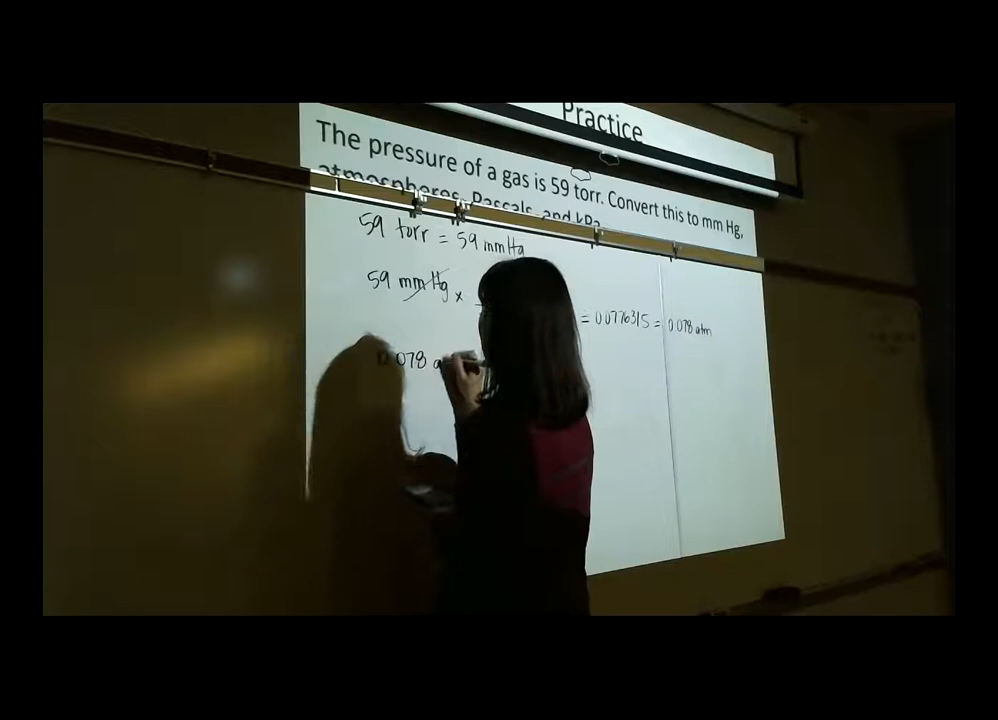 Practice
The pressure of a gas is 59 torr. Convert this to mm Hg,
atmospheres, Pascals, and kPa
59 torr = 59 mmHg
59 mmHg x = 0.0776315 = 0.078 atm
0.078 a